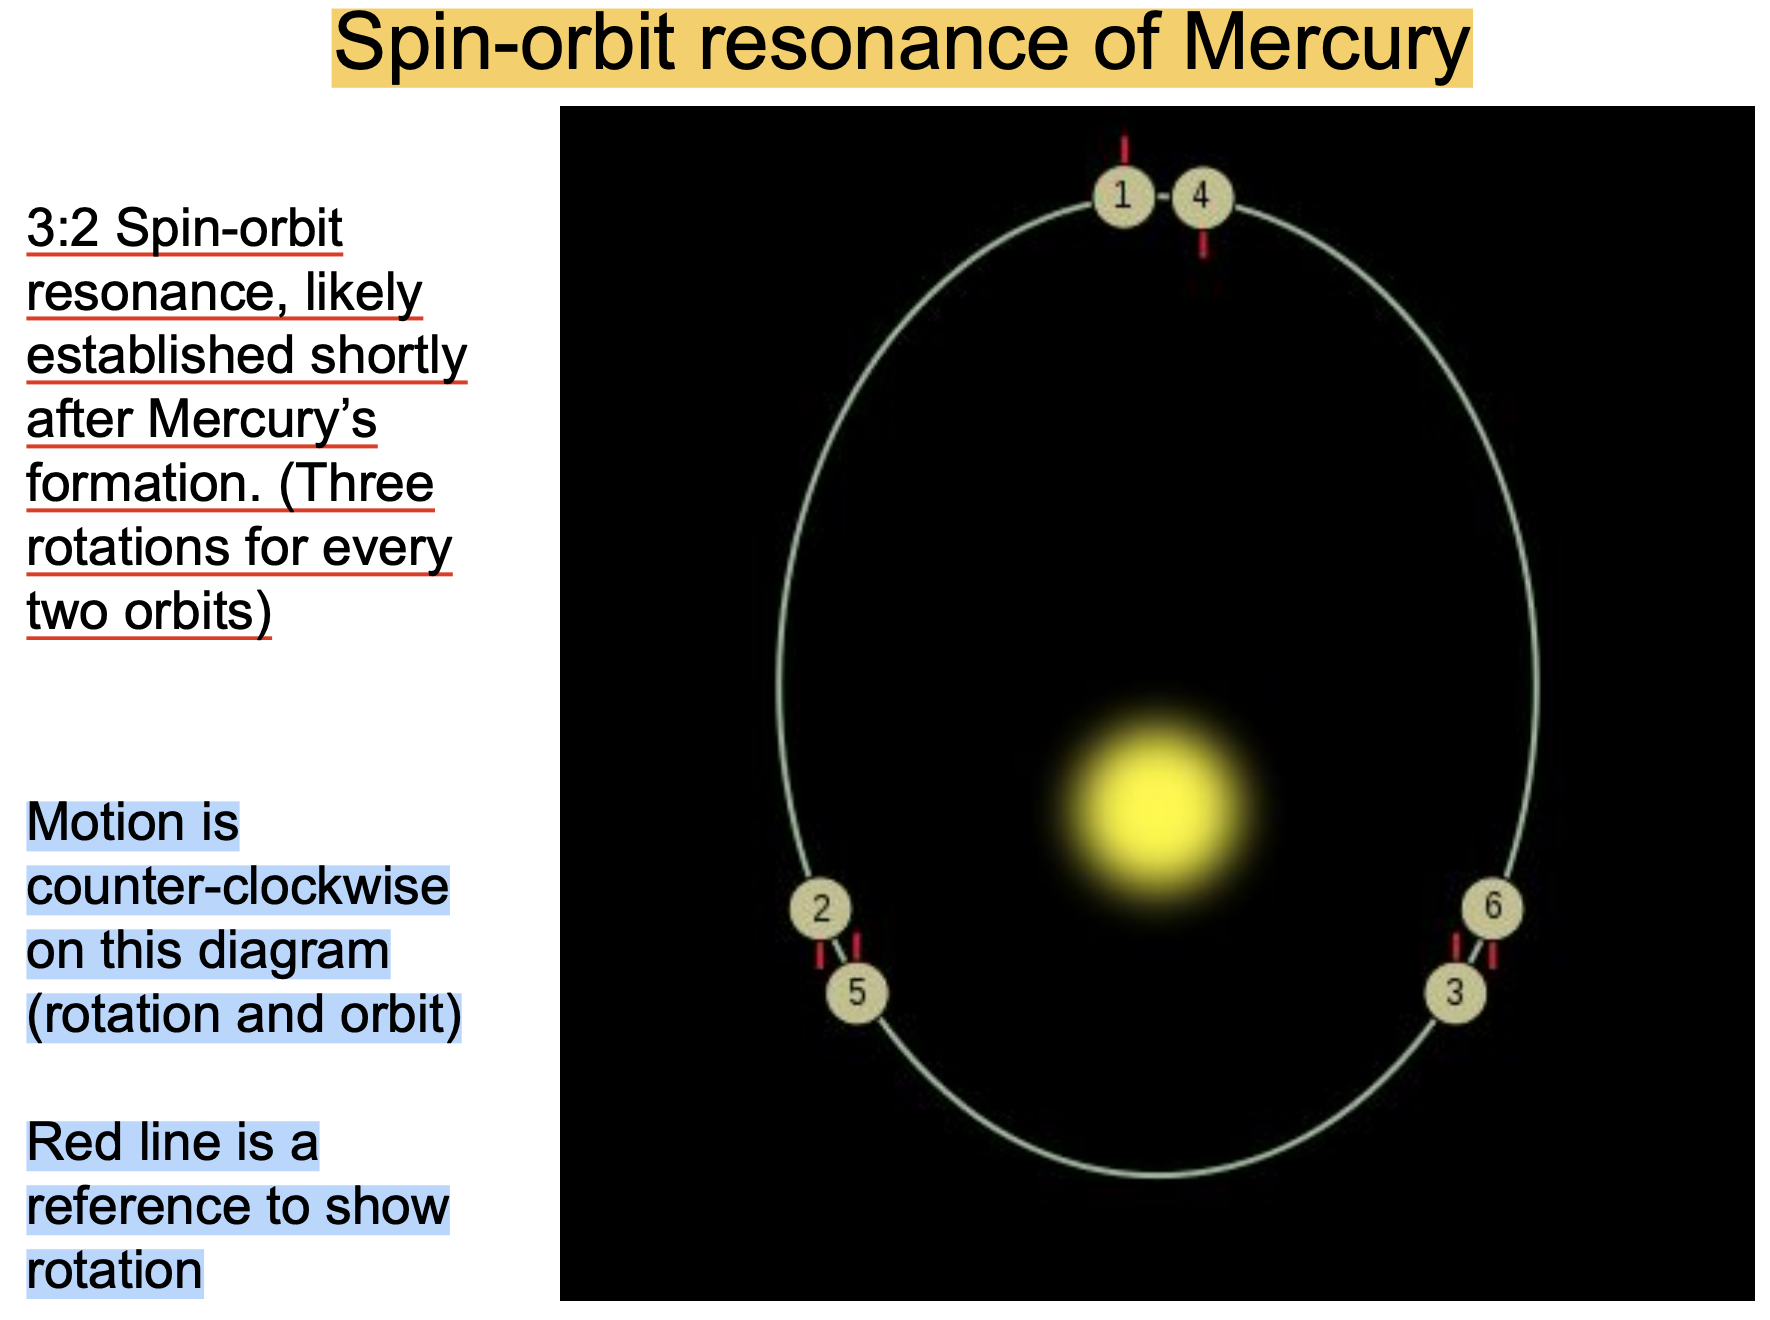 Spin-orbit resonance of Mercury
3:2 Spin-orbit
resonance, likely
established shortly
after Mercury’s
formation. (Three
rotations for every
two orbits)
Motion is
counter-clockwise
on this diagram
(rotation and orbit)
Red line is a
reference to show
rotation
1 4
2 6
5 3